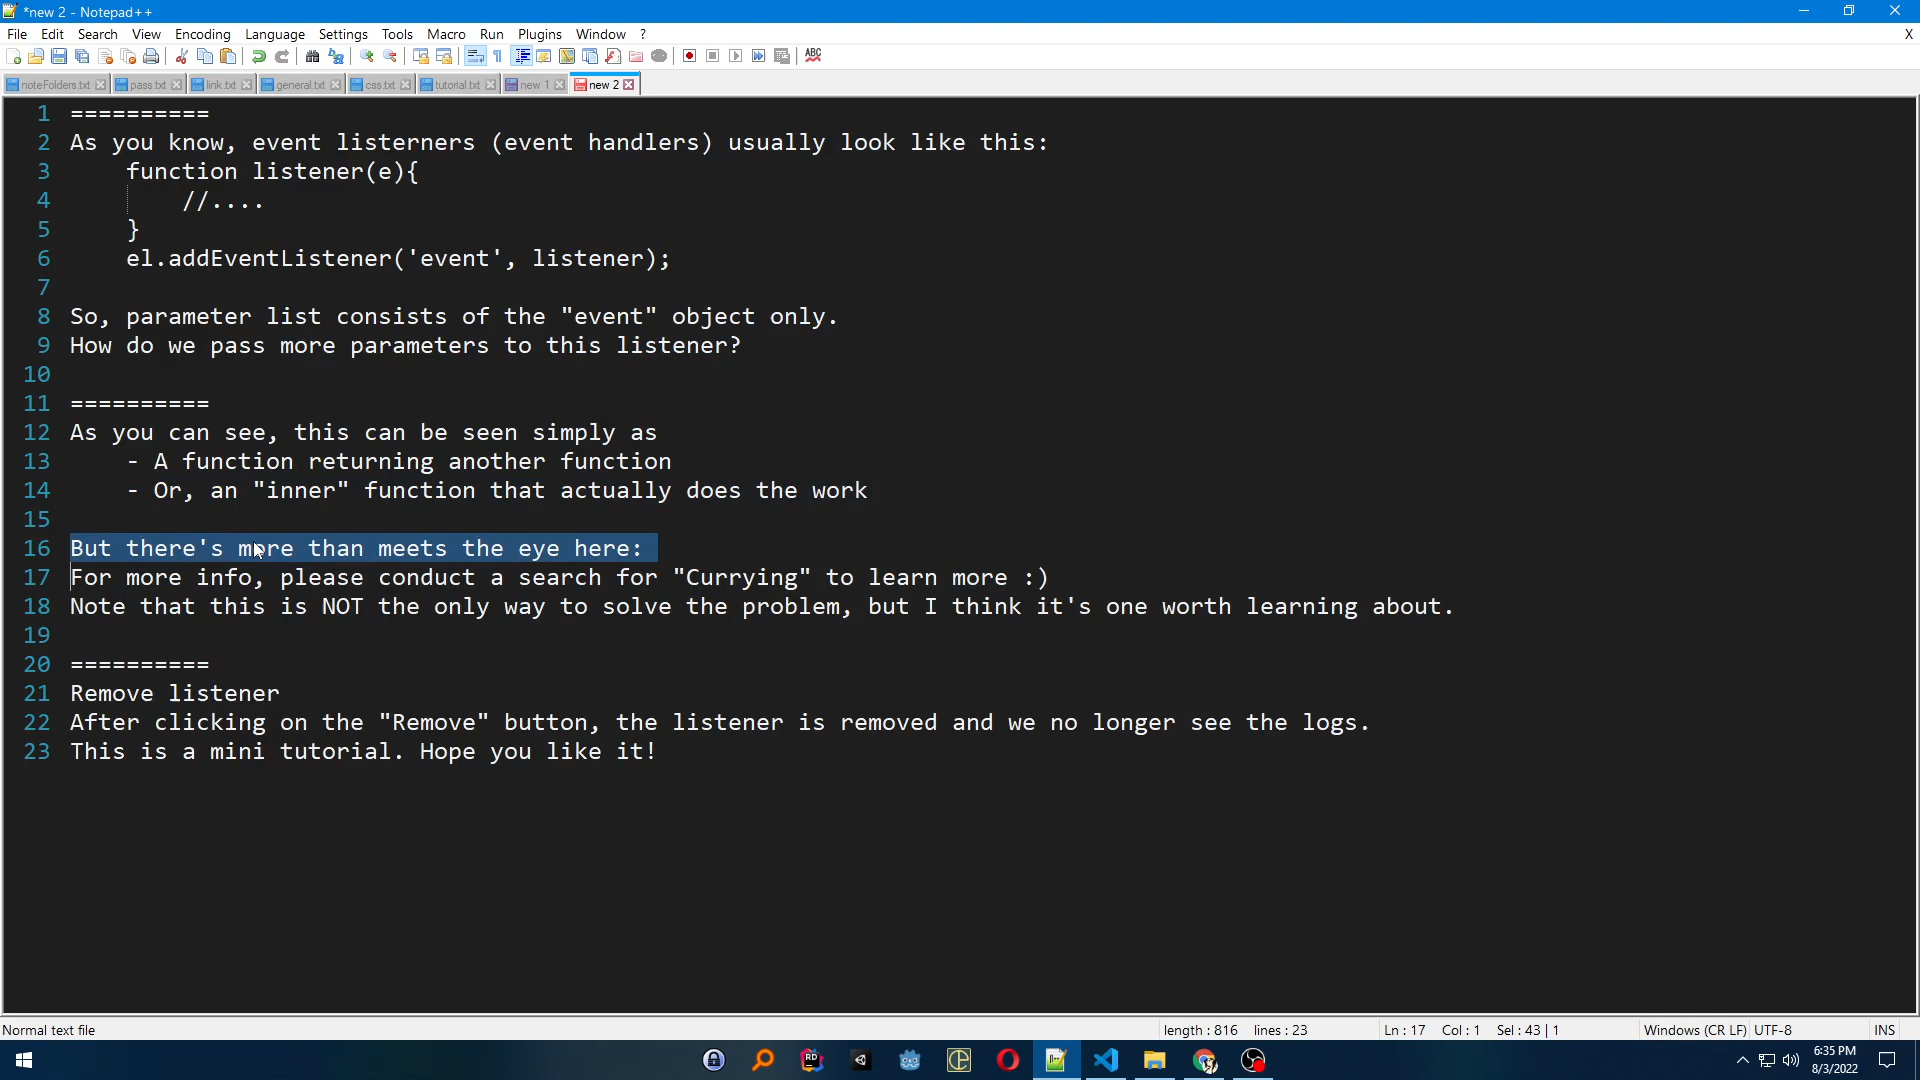 *new 2 - Notepad++
File Edit Search View Encoding Language Settings Tools Macro Run Plugins Window ? X
ABC
noteFolders.txt pass.txt link.txt general.txt css.txt tutorial.txt new 1 new 2
1 ==========
2 As you know, event listerners (event handlers) usually look like this:
3 function listener(e){
4 //....
5 }
6 el.addEventListener('event', listener);
7
8 So, parameter list consists of the "event" object only.
9 How do we pass more parameters to this listener?
10
11 ==========
12 As you can see, this can be seen simply as
13 - A function returning another function
14 - Or, an "inner" function that actually does the work
15
16 But there's more than meets the eye here:
17 For more info, please conduct a search for "Currying" to learn more :)
18 Note that this is NOT the only way to solve the problem, but I think it's one worth learning about.
19
20 ==========
21 Remove listener
22 After clicking on the "Remove" button, the listener is removed and we no longer see the logs.
23 This is a mini tutorial. Hope you like it!
Normal text file length : 816 lines : 23 Ln : 17 Col : 1 Sel : 43 | 1 Windows (CR LF) UTF-8 INS
RD
6:35 PM
8/3/2022